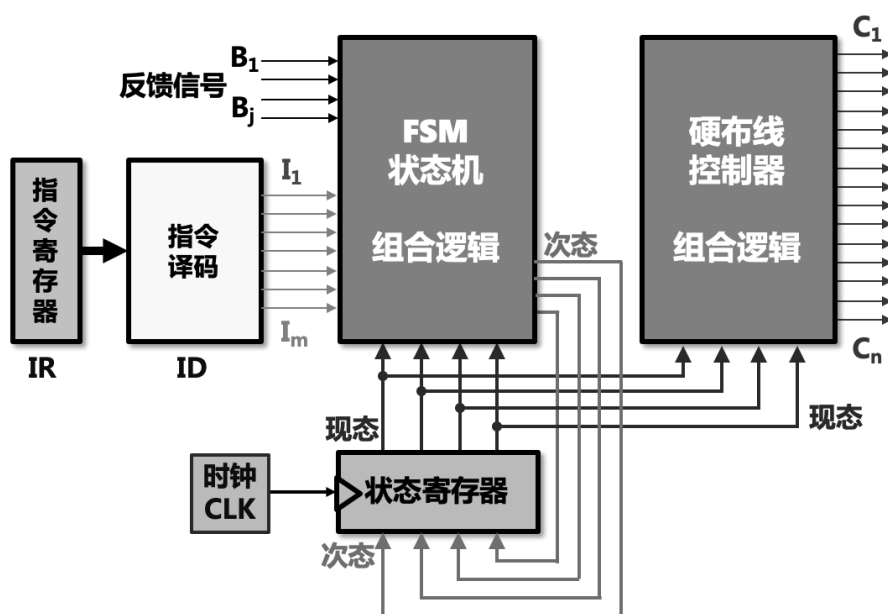 B1
反馈信号
Bj
FSM
状态机
组合逻辑
硬布线
控制器
组合逻辑
C1
Cn
指令寄存器
IR
指令
译码
ID
I1
Im
次态
现态
现态
时钟
CLK
状态寄存器
次态